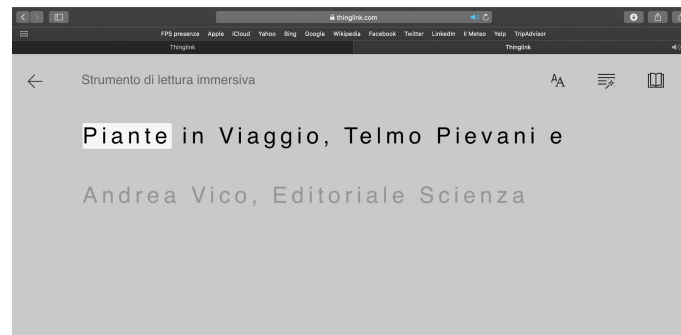 thinglink.com
FPS presenze Apple iCloud Yahoo Bing Google Wikipedia Facebook Twitter LinkedIn Il Meteo Yelp TripAdvisor
Thinglink Thinglink
Strumento di lettura immersiva AA
Piante in Viaggio, Telmo Pievani e
Andrea Vico, Editoriale Scienza